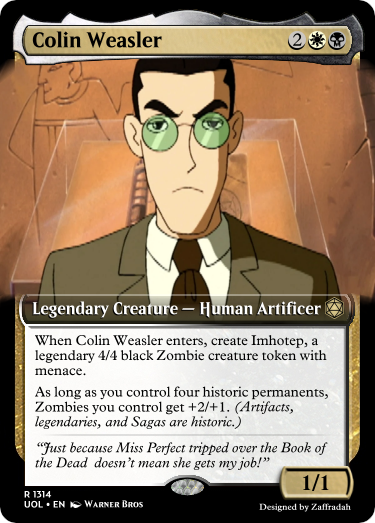 Colin Weasler 2
Legendary Creature — Human Artificer
When Colin Weasler enters, create Imhotep, a
legendary 4/4 black Zombie creature token with
menace.
As long as you control four historic permanents,
Zombies you control get +2/+1. (Artifacts,
legendaries, and Sagas are historic.)
“Just because Miss Perfect tripped over the Book of
the Dead  doesn't mean she gets my job!”
1/1
R 1314
UOL • EN Warner Bros
Designed by Zaffradah